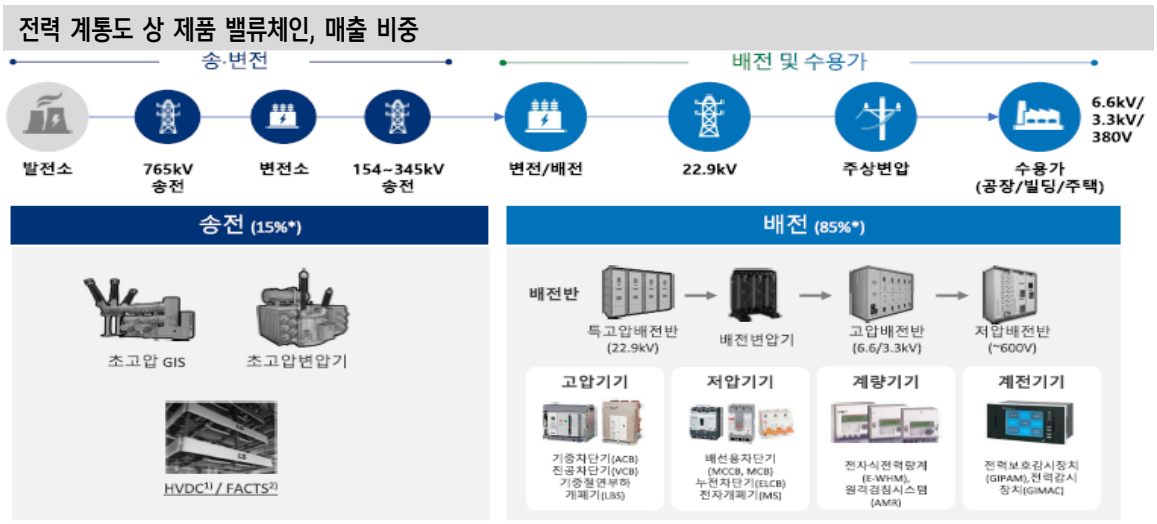 전력 계통도 상 제품 밸류체인, 매출 비중
송·변전
배전 및 수용가
발전소
765kV
송전
변전소
154~345kV
송전
변전/배전
22.9kV
주상변압
수용가
(공장/빌딩/주택)
6.6kV/
3.3kV/
380V
송전 (15%*)
초고압 GIS
초고압변압기
HVDC¹⁾ / FACTS²⁾
배전 (85%*)
배전반
특고압배전반
(22.9kV)
배전변압기
고압배전반
(6.6/3.3kV)
저압배전반
(~600V)
고압기기
기중차단기(ACB)
진공차단기(VCB)
기중절연부하
개폐기(LBS)
저압기기
배선용차단기
(MCCB, MCB)
누전차단기(ELCB)
전자개폐기(MS)
계량기기
전자식전력량계
(E-WHM),
원격검침시스템
(AMR)
계전기기
전력보호감시장치
(GIPAM),전력감시
장치(GIMAC)